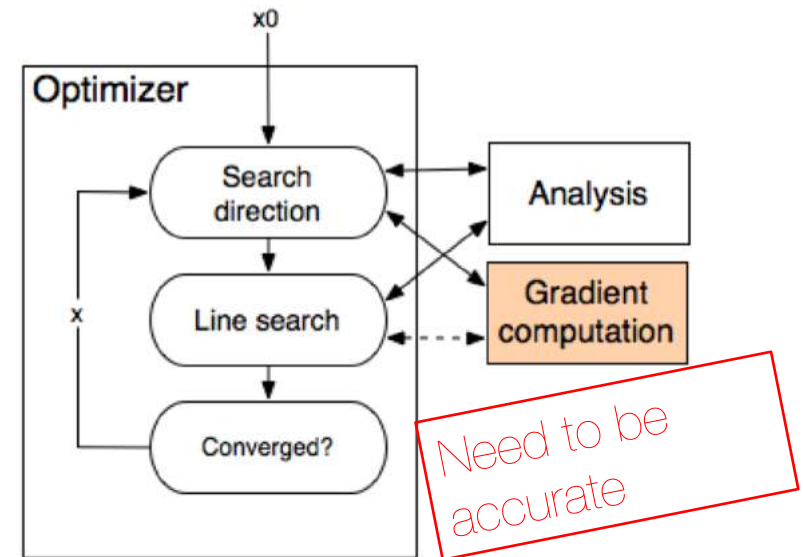 x0
Optimizer
Search
direction
Analysis
Gradient
computation
Line search
x
Converged?
Need to be
accurate